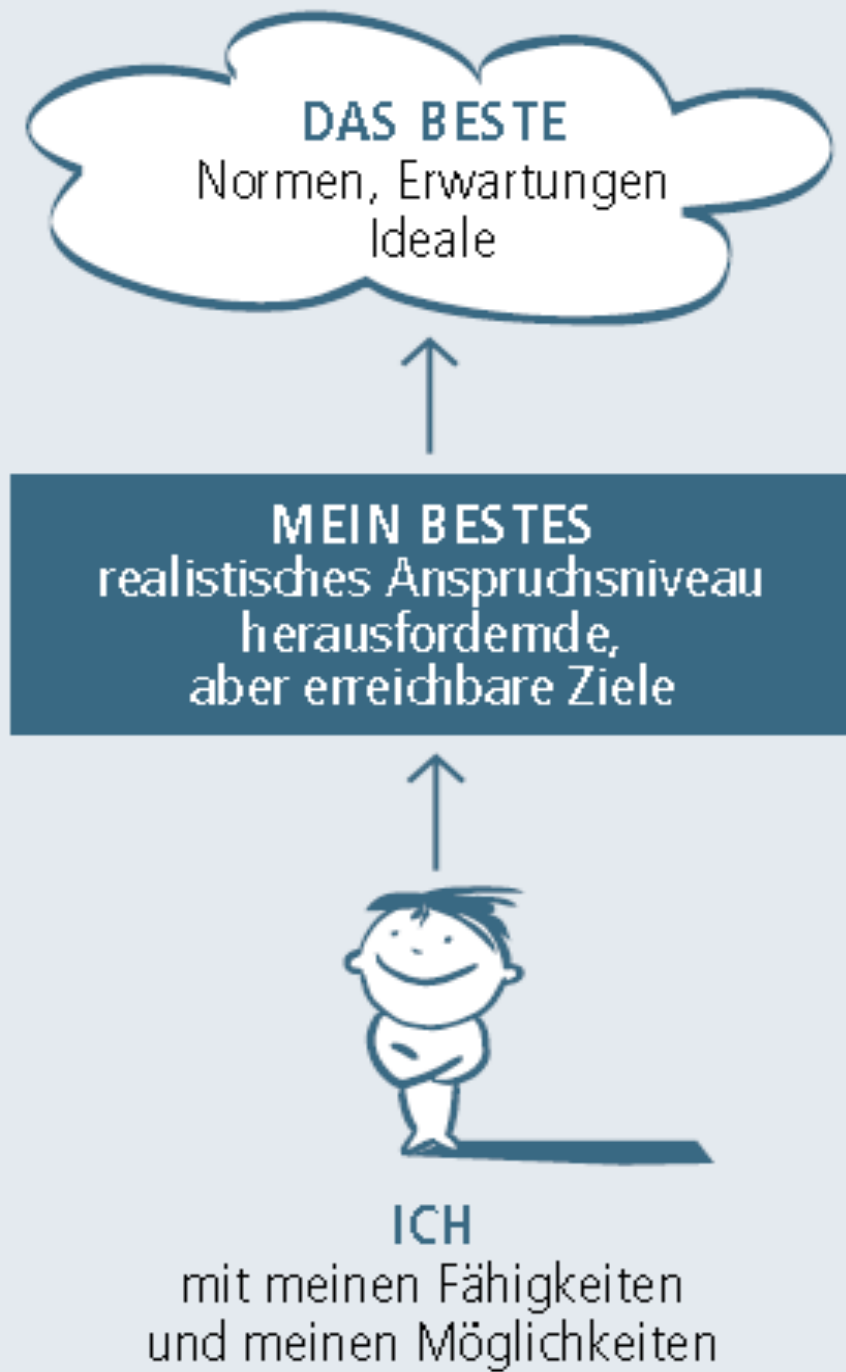 DAS BESTE
Normen, Erwartungen
Ideale
MEIN BESTES
realistisches Anspruchsniveau
herausfordernde,
aber erreichbare Ziele
ICH
mit meinen Fähigkeiten
und meinen Möglichkeiten